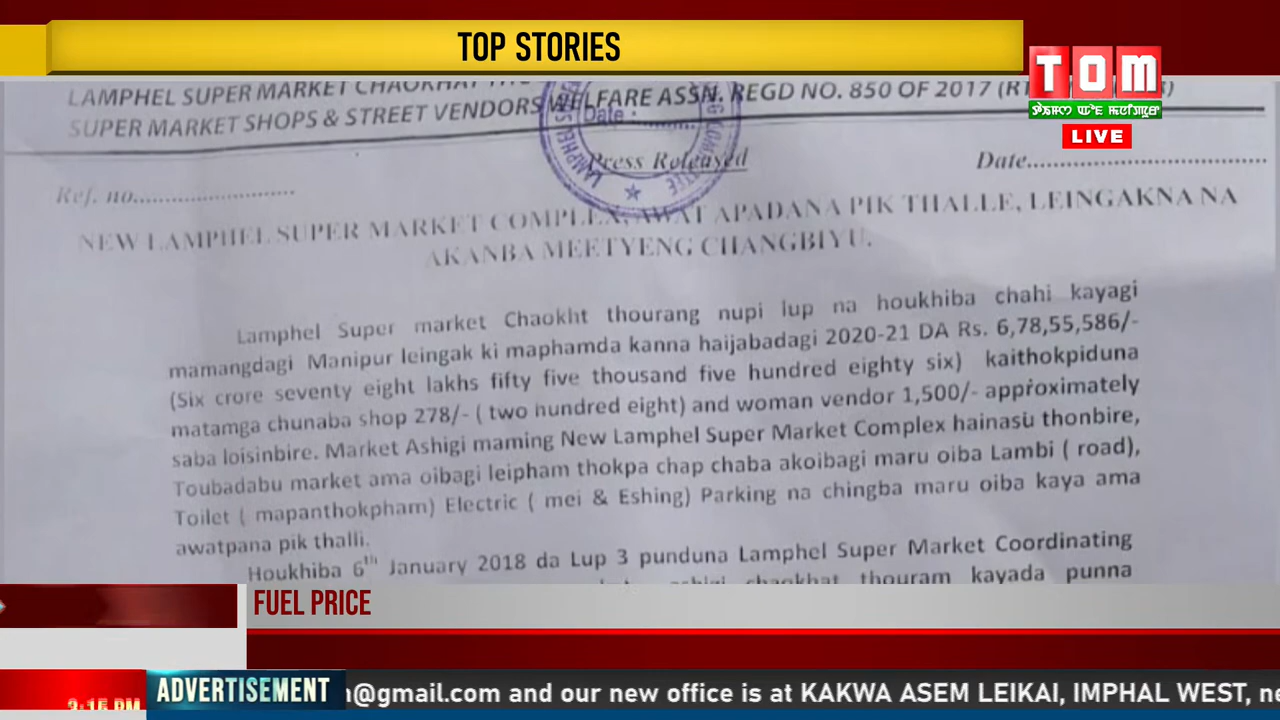 TOP STORIES
TOM
LIVE
LAMPHEL SUPER MARKET CHAOKHAT
SUPER MARKET SHOPS & STREET VENDORS WELFARE ASSN. REGD NO. 850 OF 2017
Date :
Press Released
Date
Ref. no
NEW LAMPHEL SUPER MARKET COMPLEX, AWAT APADANA PIK THALLE, LEINGAKNA NA
AKANBA MEETYENG CHANGBIYU.
Lamphel Super market Chaokht thourang nupi lup na houkhiba chahi kayagi
mamangdagi Manipur leingak ki maphamda kanna haijabadagi 2020-21 DA Rs. 6,78,55,586/-
(Six crore seventy eight lakhs fifty five thousand five hundred eighty six) kaithokpiduna
matamga chunaba shop 278/- ( two hundred eight) and woman vendor 1,500/- approximately
saba loisinbire. Market Ashigi maming New Lamphel Super Market Complex hainasu thonbire,
Toubadabu market ama oibagi leipham thokpa chap chaba akoibagi maru oiba Lambi ( road),
Toilet ( mapanthokpham) Electric ( mei & Eshing) Parking na chingba maru oiba kaya ama
awatpana pik thalli.
Houkhiba 6th January 2018 da Lup 3 punduna Lamphel Super Market Coordinating
chaokhat thouram kayada punna
FUEL PRICE
3:15 PM
ADVERTISEMENT
@gmail.com and our new office is at KAKWA ASEM LEIKAI, IMPHAL WEST,